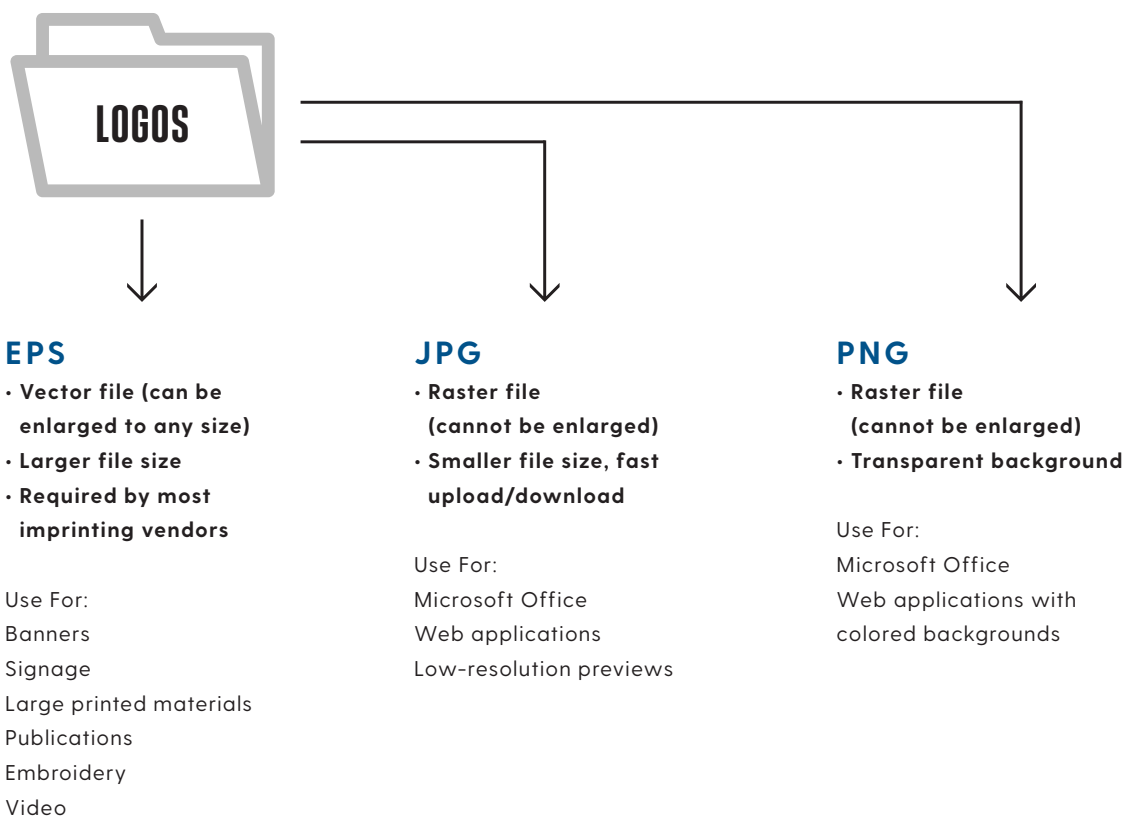 LOGOS
EPS
· Vector file (can be
enlarged to any size)
· Larger file size
· Required by most
imprinting vendors
Use For:
Banners
Signage
Large printed materials
Publications
Embroidery
Video
JPG
· Raster file
(cannot be enlarged)
· Smaller file size, fast
upload/download
Use For:
Microsoft Office
Web applications
Low-resolution previews
PNG
· Raster file
(cannot be enlarged)
· Transparent background
Use For:
Microsoft Office
Web applications with
colored backgrounds